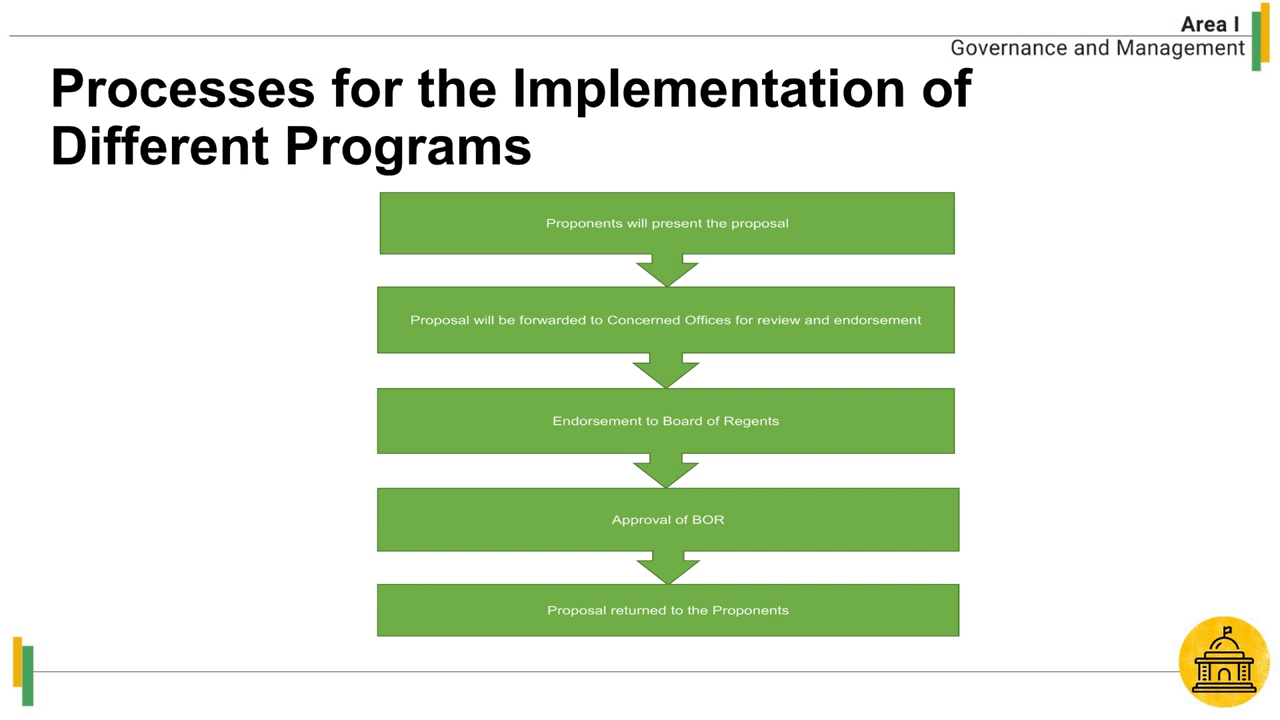 Area I
Governance and Management
Processes for the Implementation of
Different Programs
Proponents will present the proposal
Proposal will be forwarded to Concerned Offices for review and endorsement
Endorsement to Board of Regents
Approval of BOR
Proposal returned to the Proponents